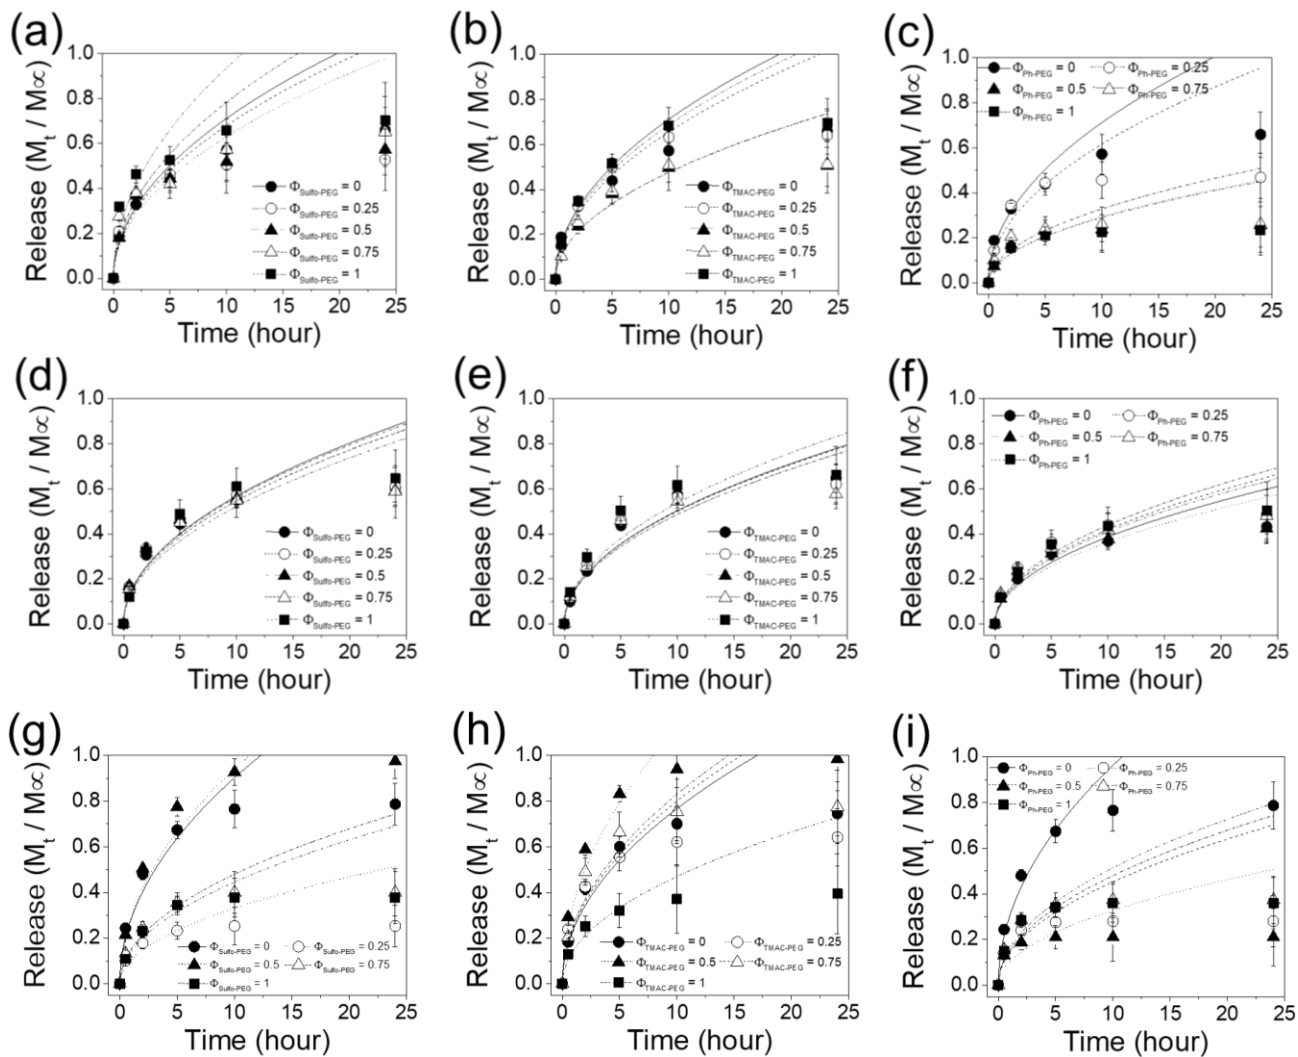 (a)
Release (Mt / M∝)
1.0
0.8
0.6
0.4
0.2
0.0
ΦSulfo-PEG = 0
ΦSulfo-PEG = 0.25
ΦSulfo-PEG = 0.5
ΦSulfo-PEG = 0.75
ΦSulfo-PEG = 1
0 5 10 15 20 25
Time (hour)
(b)
Release (Mt / M∝)
1.0
0.8
0.6
0.4
0.2
0.0
ΦTMAC-PEG = 0
ΦTMAC-PEG = 0.25
ΦTMAC-PEG = 0.5
ΦTMAC-PEG = 0.75
ΦTMAC-PEG = 1
0 5 10 15 20 25
Time (hour)
(c)
Release (Mt / M∝)
1.0
0.8
0.6
0.4
0.2
0.0
ΦPh-PEG = 0 ΦPh-PEG = 0.25
ΦPh-PEG = 0.5 ΦPh-PEG = 0.75
ΦPh-PEG = 1
0 5 10 15 20 25
Time (hour)
(d)
Release (Mt / M∝)
1.0
0.8
0.6
0.4
0.2
0.0
ΦSulfo-PEG = 0
ΦSulfo-PEG = 0.25
ΦSulfo-PEG = 0.5
ΦSulfo-PEG = 0.75
ΦSulfo-PEG = 1
0 5 10 15 20 25
Time (hour)
(e)
Release (Mt / M∝)
1.0
0.8
0.6
0.4
0.2
0.0
ΦTMAC-PEG = 0
ΦTMAC-PEG = 0.25
ΦTMAC-PEG = 0.5
ΦTMAC-PEG = 0.75
ΦTMAC-PEG = 1
0 5 10 15 20 25
Time (hour)
(f)
Release (Mt / M∝)
1.0
0.8
0.6
0.4
0.2
0.0
ΦPh-PEG = 0 ΦPh-PEG = 0.25
ΦPh-PEG = 0.5 ΦPh-PEG = 0.75
ΦPh-PEG = 1
0 5 10 15 20 25
Time (hour)
(g)
Release (Mt / M∝)
1.0
0.8
0.6
0.4
0.2
0.0
ΦSulfo-PEG = 0 ΦSulfo-PEG = 0.25
ΦSulfo-PEG = 0.5 ΦSulfo-PEG = 0.75
ΦSulfo-PEG = 1
0 5 10 15 20 25
Time (hour)
(h)
Release (Mt / M∝)
1.0
0.8
0.6
0.4
0.2
0.0
ΦTMAC-PEG = 0 ΦTMAC-PEG = 0.25
ΦTMAC-PEG = 0.5 ΦTMAC-PEG = 0.75
ΦTMAC-PEG = 1
0 5 10 15 20 25
Time (hour)
(i)
Release (Mt / M∝)
1.0
0.8
0.6
0.4
0.2
0.0
ΦPh-PEG = 0 ΦPh-PEG = 0.25
ΦPh-PEG = 0.5 ΦPh-PEG = 0.75
ΦPh-PEG = 1
0 5 10 15 20 25
Time (hour)